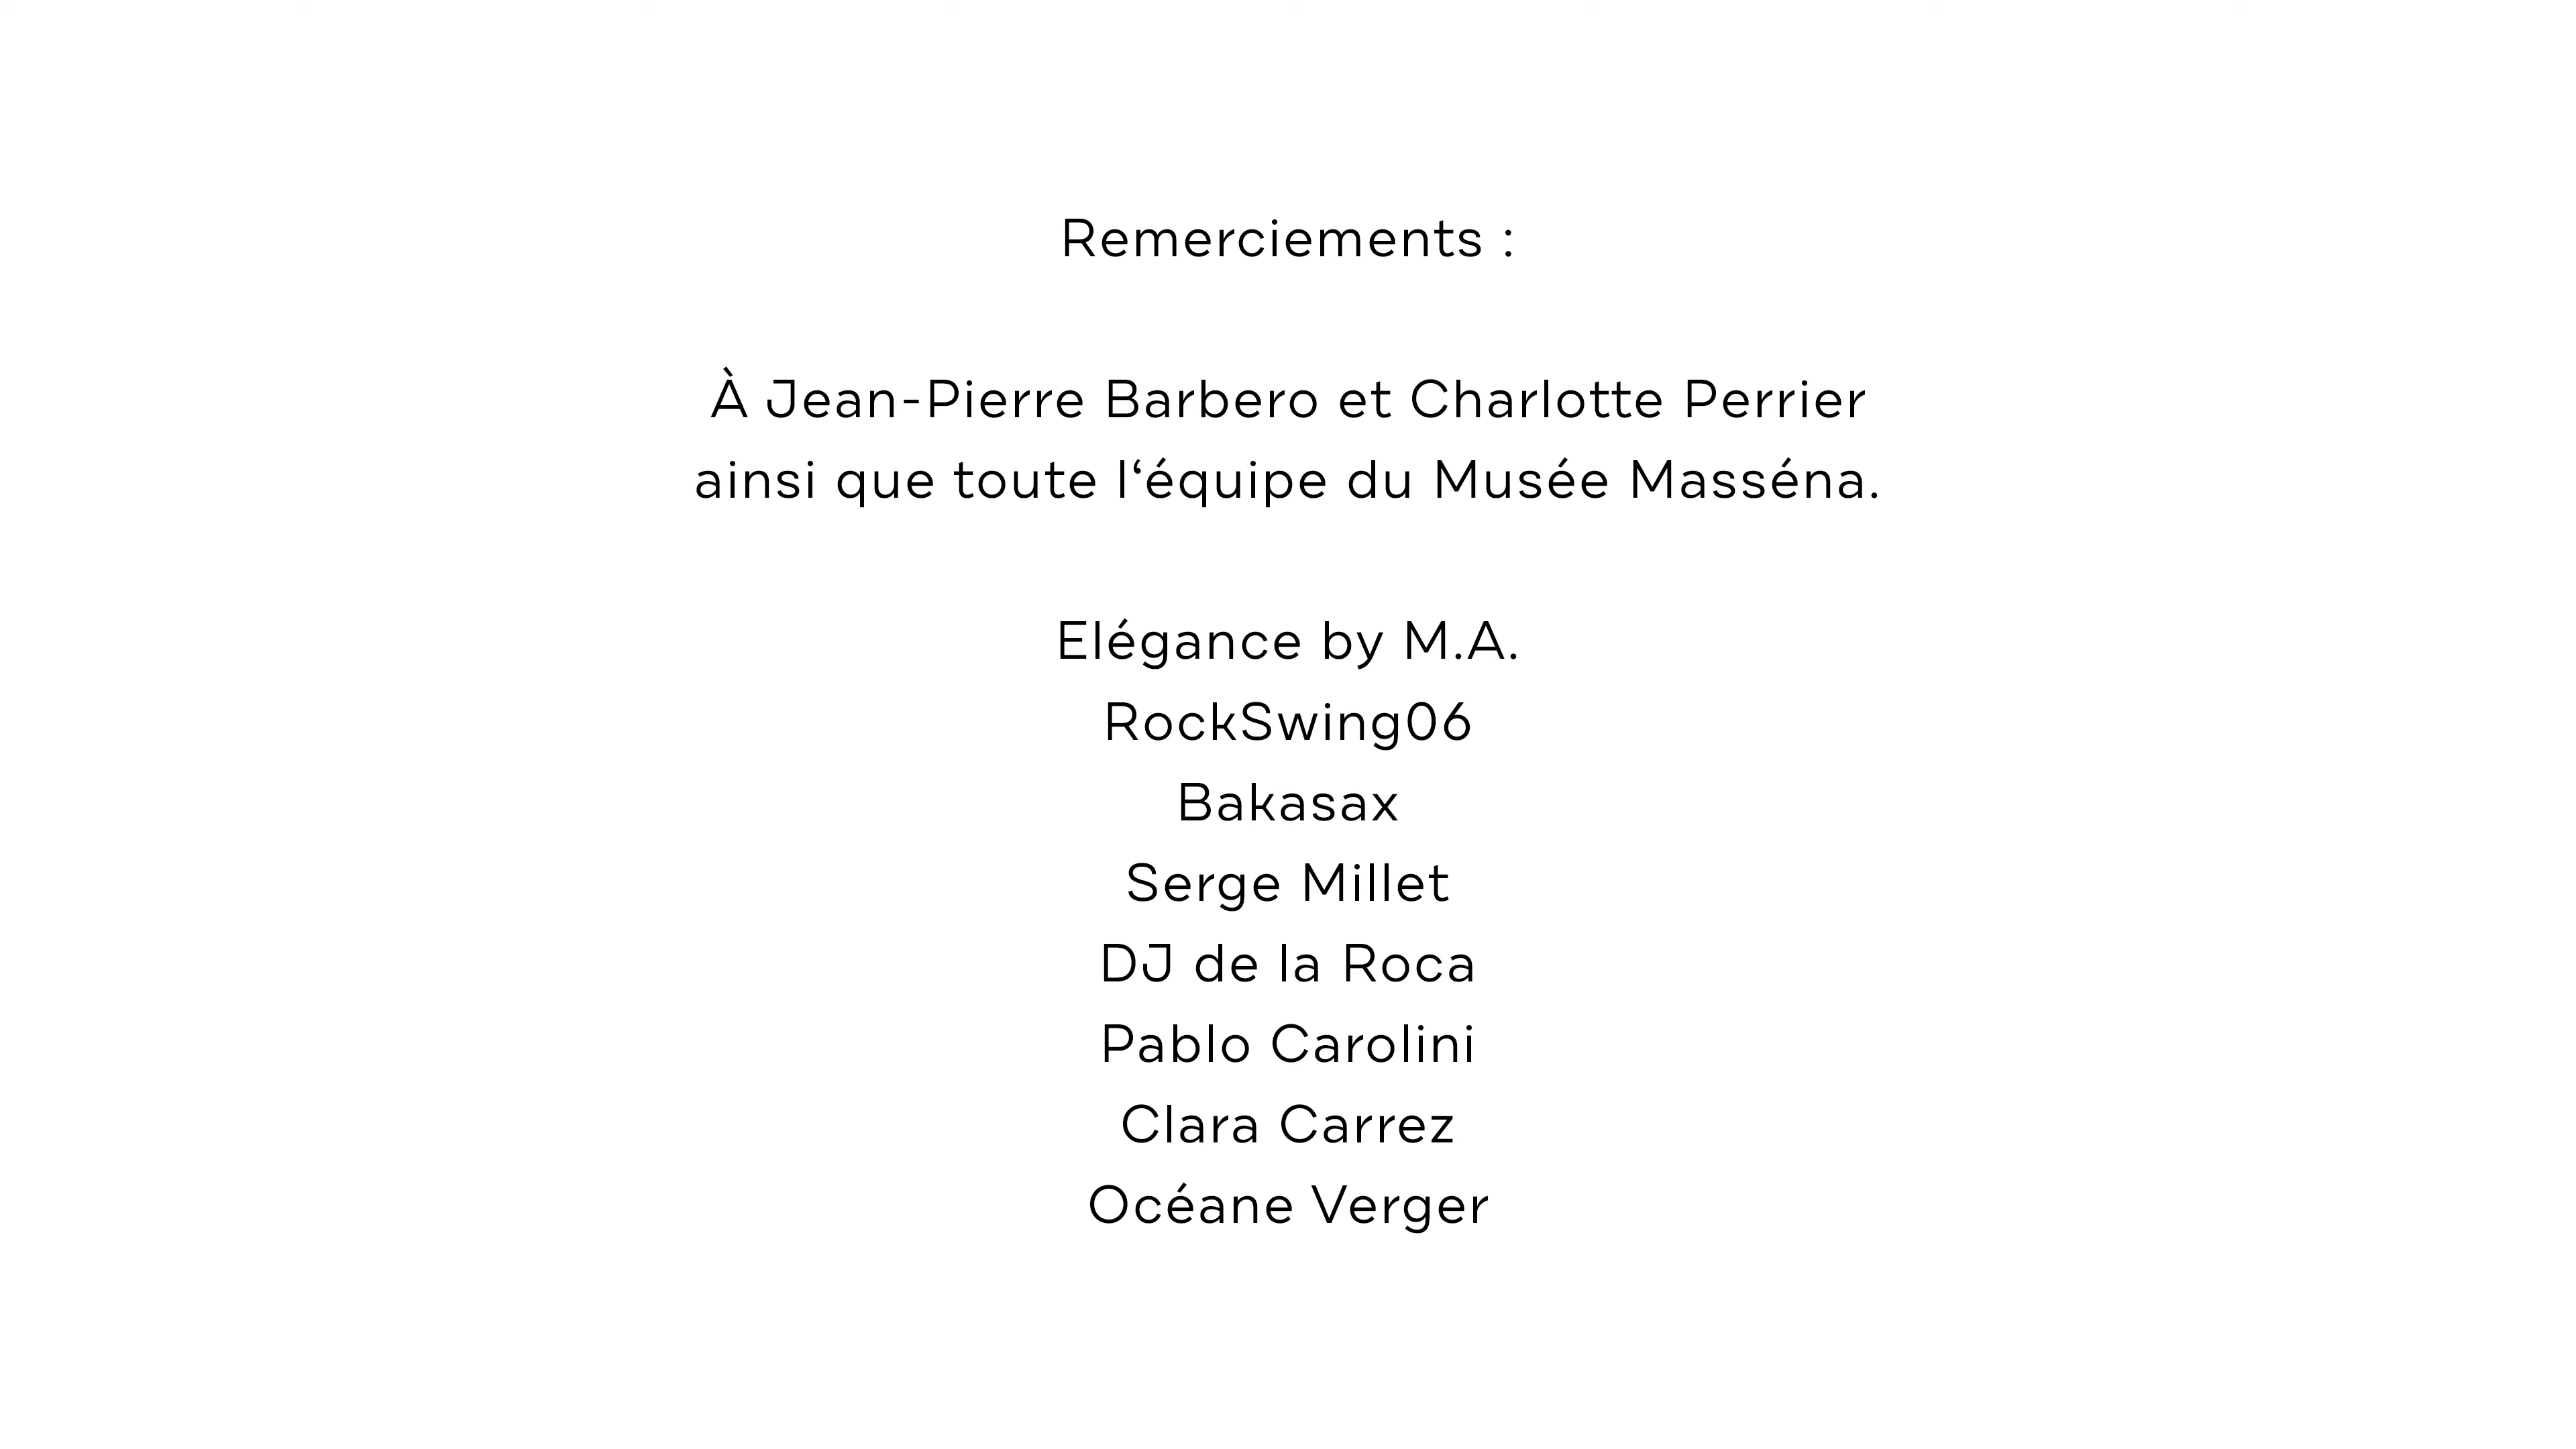 Remerciements :
À Jean-Pierre Barbero et Charlotte Perrier
ainsi que toute l‘équipe du Musée Masséna.
Elégance by M.A.
RockSwing06
Bakasax
Serge Millet
DJ de la Roca
Pablo Carolini
Clara Carrez
Océane Verger